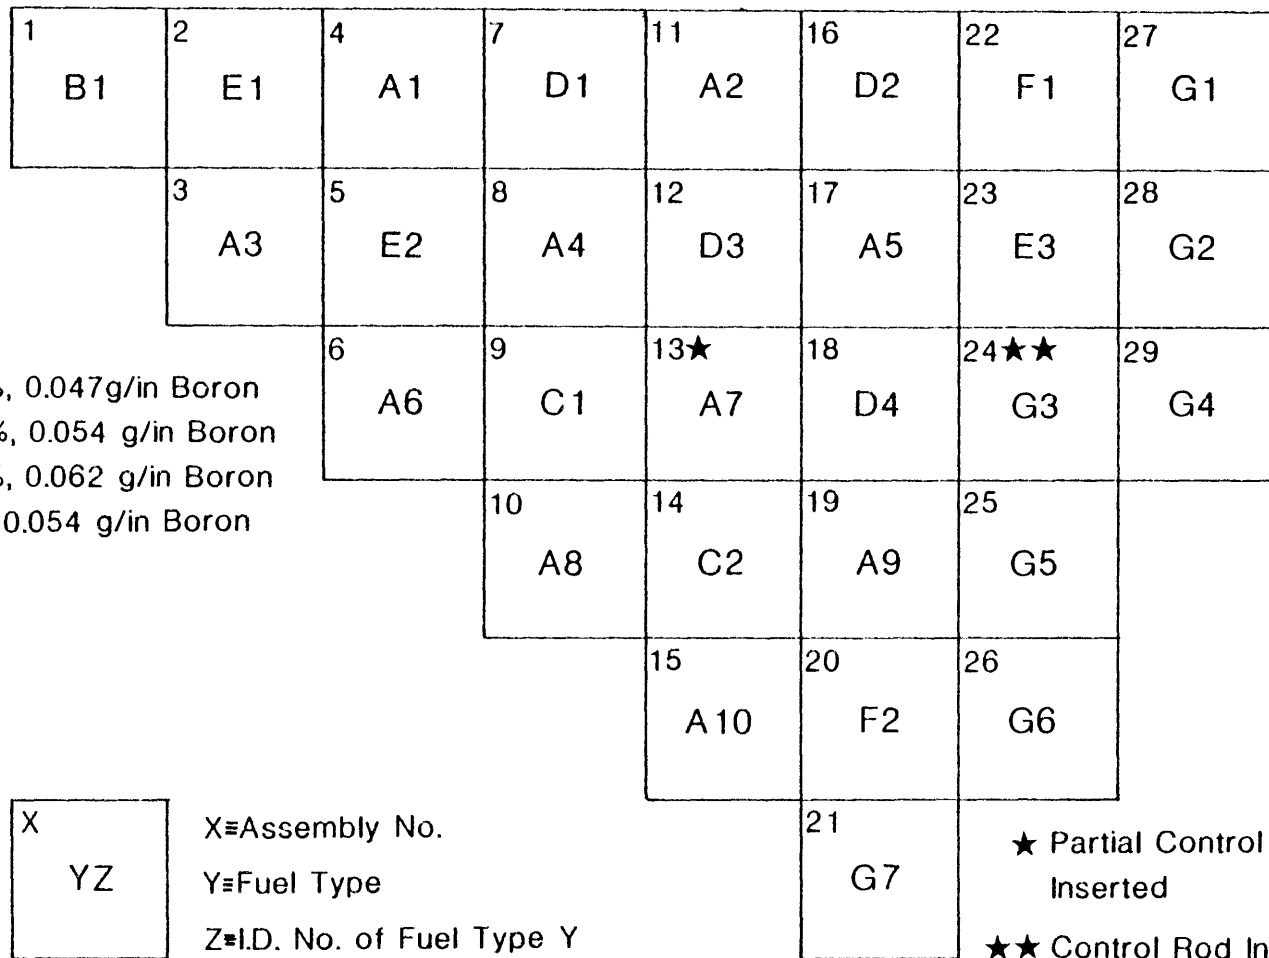 1 2 4 7 11 16 22 27
B1 E1 A1 D1 A2 D2 F1 G1
3 5 8 12 17 23 28
A3 E2 A4 D3 A5 E3 G2
6 9 13★ 18 24★★ 29
A6 C1 A7 D4 G3 G4
%, 0.047g/in Boron
%, 0.054 g/in Boron
%, 0.062 g/in Boron
0.054 g/in Boron
10 14 19 25
A8 C2 A9 G5
15 20 26
A10 F2 G6
X
YZ
X≡Assembly No.
Y≡Fuel Type
Z≡I.D. No. of Fuel Type Y
21
G7
★ Partial Control
Inserted
★★ Control Rod In